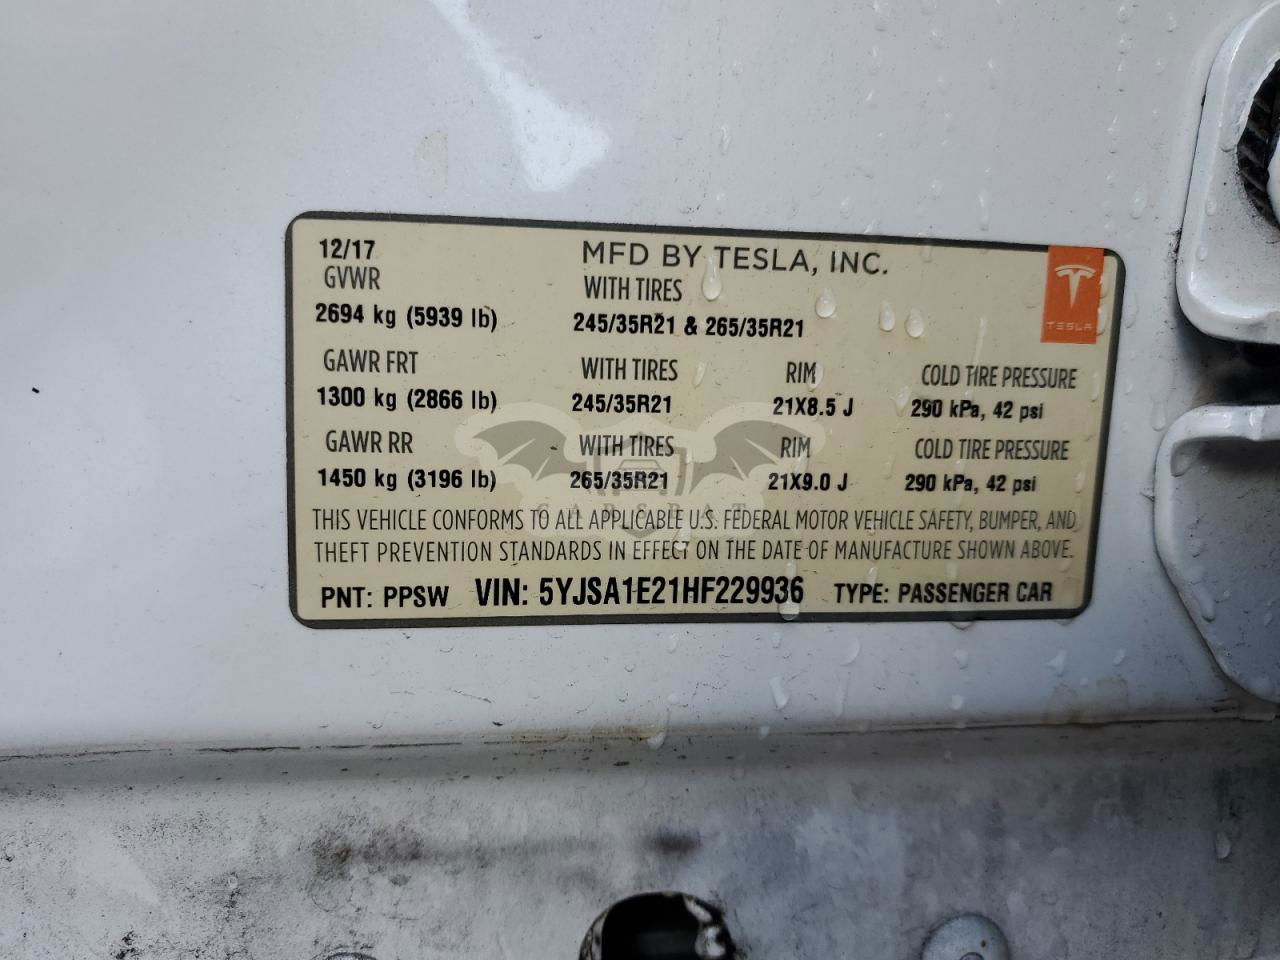 12/17 MFD BY TESLA, INC.
GVWR WITH TIRES
2694 kg (5939 lb) 245/35R21 & 265/35R21
TESLA
GAWR FRT WITH TIRES RIM COLD TIRE PRESSURE
1300 kg (2866 lb) 245/35R21 21X8.5 J 290 kPa, 42 psi
GAWR RR WITH TIRES RIM COLD TIRE PRESSURE
1450 kg (3196 lb) 265/35R21 21X9.0 J 290 kPa, 42 psi
CARSBAT
THIS VEHICLE CONFORMS TO ALL APPLICABLE U.S. FEDERAL MOTOR VEHICLE SAFETY, BUMPER, AND
THEFT PREVENTION STANDARDS IN EFFECT ON THE DATE OF MANUFACTURE SHOWN ABOVE.
PNT: PPSW VIN: 5YJSA1E21HF229936 TYPE: PASSENGER CAR